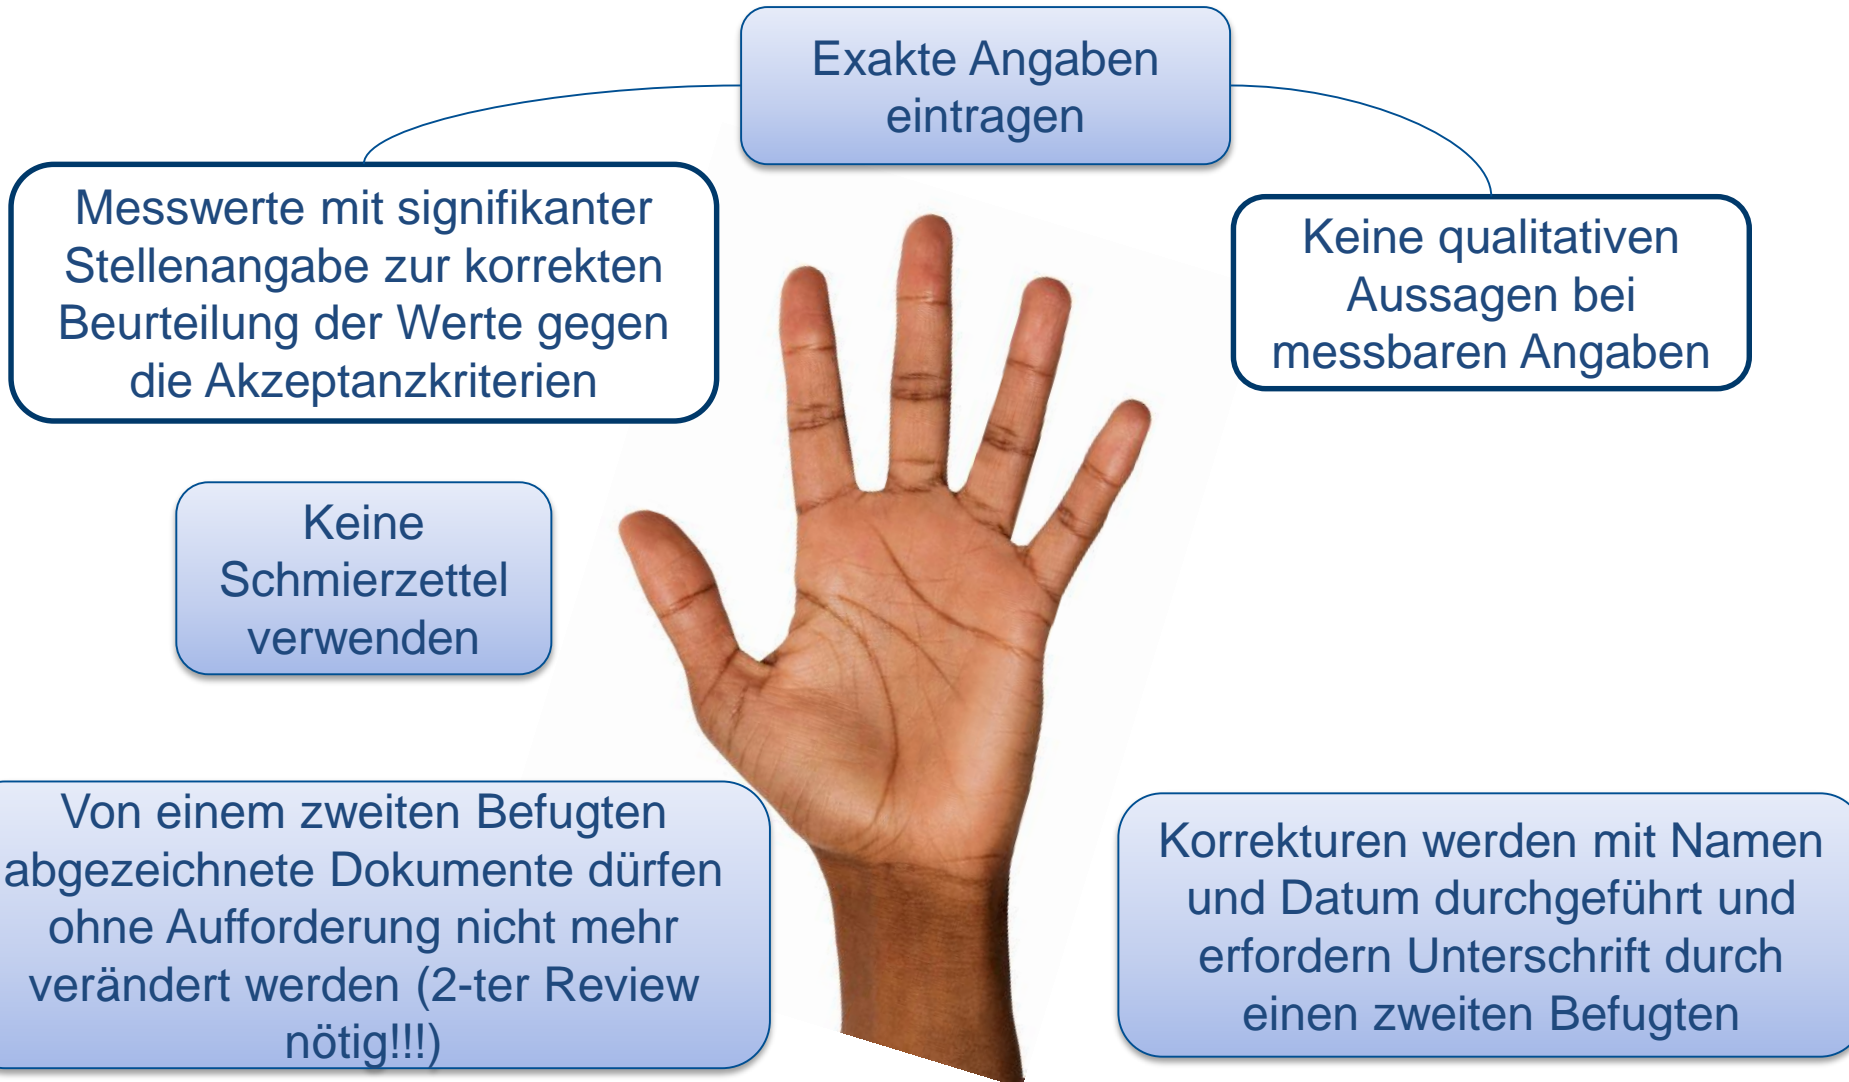 Exakte Angaben
eintragen
Messwerte mit signifikanter
Stellenangabe zur korrekten
Beurteilung der Werte gegen
die Akzeptanzkriterien
Keine qualitativen
Aussagen bei
messbaren Angaben
Keine
Schmierzettel
verwenden
Von einem zweiten Befugten
abgezeichnete Dokumente dürfen
ohne Aufforderung nicht mehr
verändert werden (2-ter Review
nötig!!!)
Korrekturen werden mit Namen
und Datum durchgeführt und
erfordern Unterschrift durch
einen zweiten Befugten